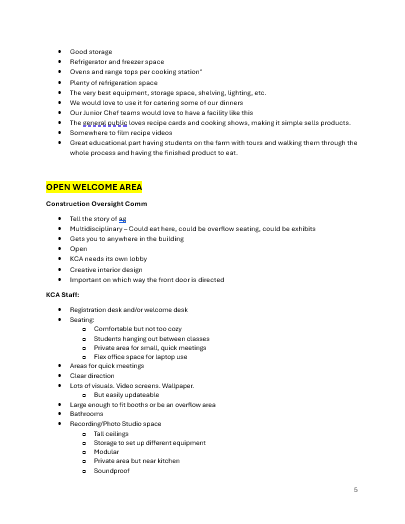 Good storage
Refrigerator and freezer space
Ovens and range tops per cooking station"
Plenty of refrigeration space
The very best equipment, storage space, shelving, lighting, etc.
We would love to use it for catering some of our dinners
Our Junior Chef teams would love to have a facility like this
The general public loves recipe cards and cooking shows, making it simple sells products.
Somewhere to film recipe videos
Great educational part having students on the farm with tours and walking them through the
whole process and having the finished product to eat.
OPEN WELCOME AREA
Construction Oversight Comm
Tell the story of ag
Multidisciplinary – Could eat here, could be overflow seating, could be exhibits
Gets you to anywhere in the building
Open
KCA needs its own lobby
Creative interior design
Important on which way the front door is directed
KCA Staff:
Registration desk and/or welcome desk
Seating:
Comfortable but not too cozy
Students hanging out between classes
Private area for small, quick meetings
Flex office space for laptop use
Areas for quick meetings
Clear direction
Lots of visuals. Video screens. Wallpaper.
But easily updateable
Large enough to fit booths or be an overflow area
Bathrooms
Recording/Photo Studio space
Tall ceilings
Storage to set up different equipment
Modular
Private area but near kitchen
Soundproof
5